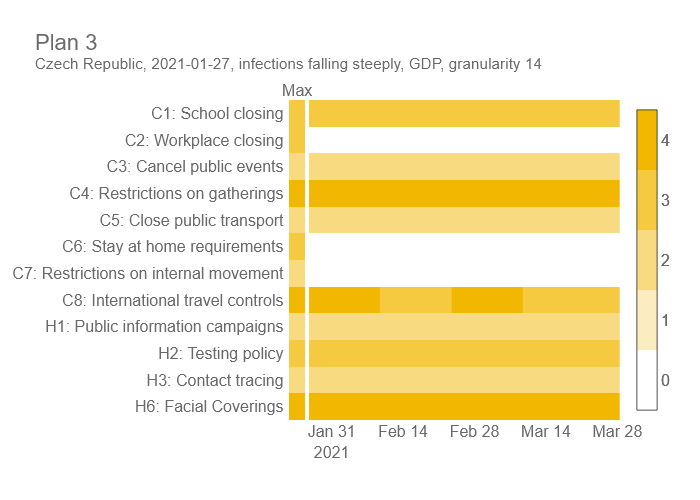 Plan 3
Czech Republic, 2021-01-27, infections falling steeply, GDP, granularity 14
Max
C1: School closing
C2: Workplace closing
C3: Cancel public events
C4: Restrictions on gatherings
C5: Close public transport
C6: Stay at home requirements
C7: Restrictions on internal movement
C8: International travel controls
H1: Public information campaigns
H2: Testing policy
H3: Contact tracing
H6: Facial Coverings
Jan 31 Feb 14 Feb 28 Mar 14 Mar 28
2021
4
3
2
1
0